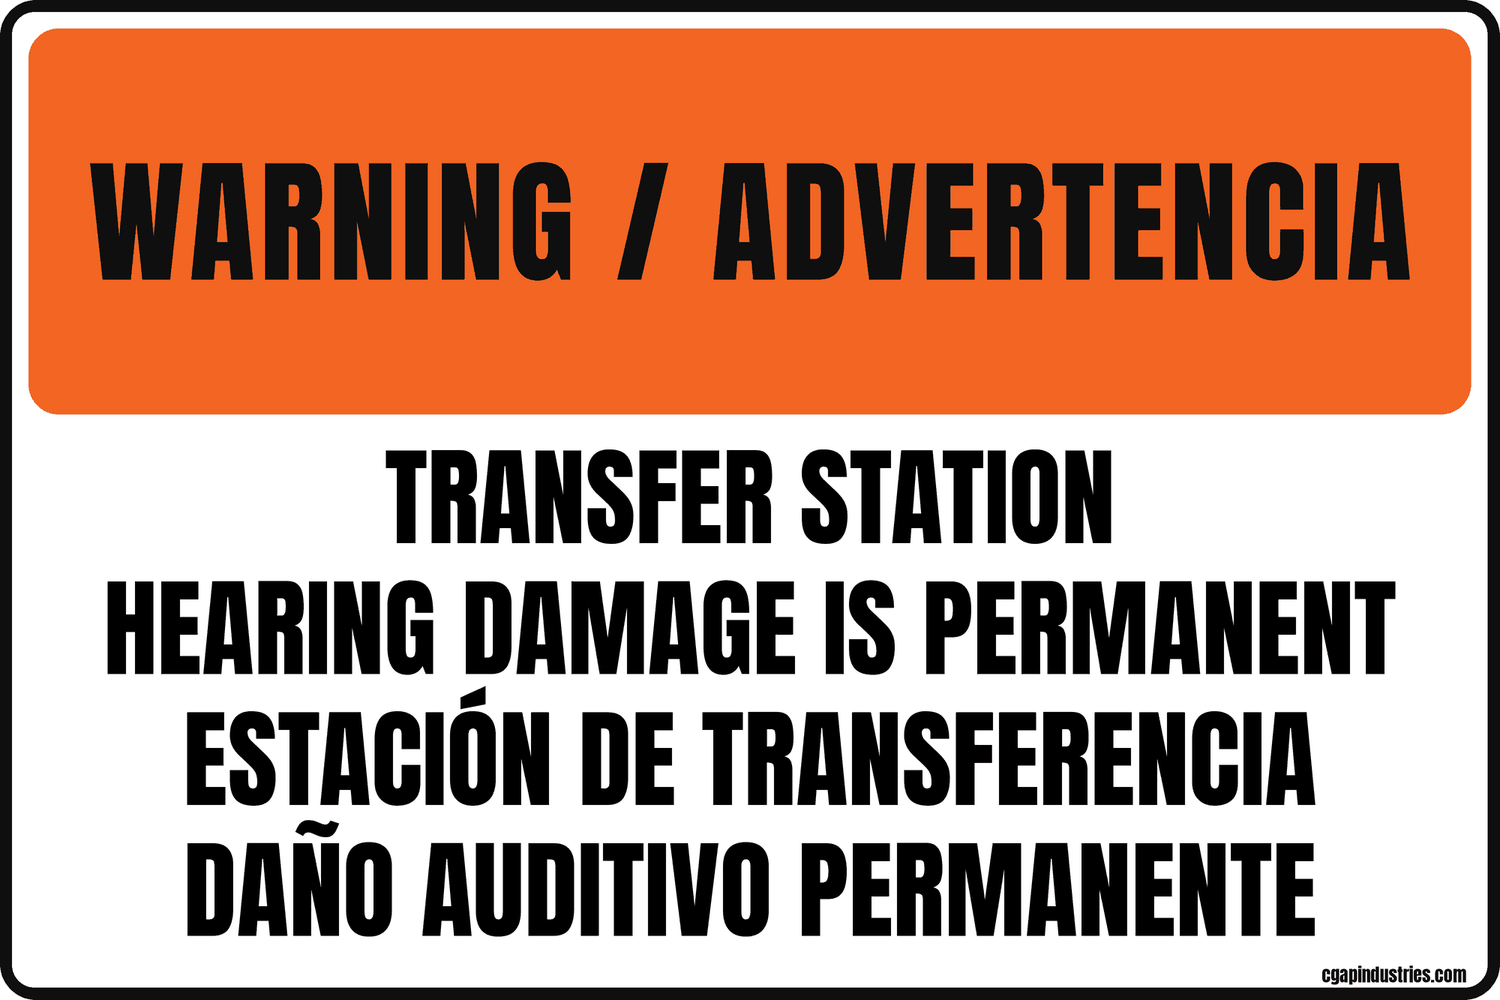 WARNING / ADVERTENCIA
TRANSFER STATION
HEARING DAMAGE IS PERMANENT
ESTACIÓN DE TRANSFERENCIA
DAÑO AUDITIVO PERMANENTE
cgapindustries.com